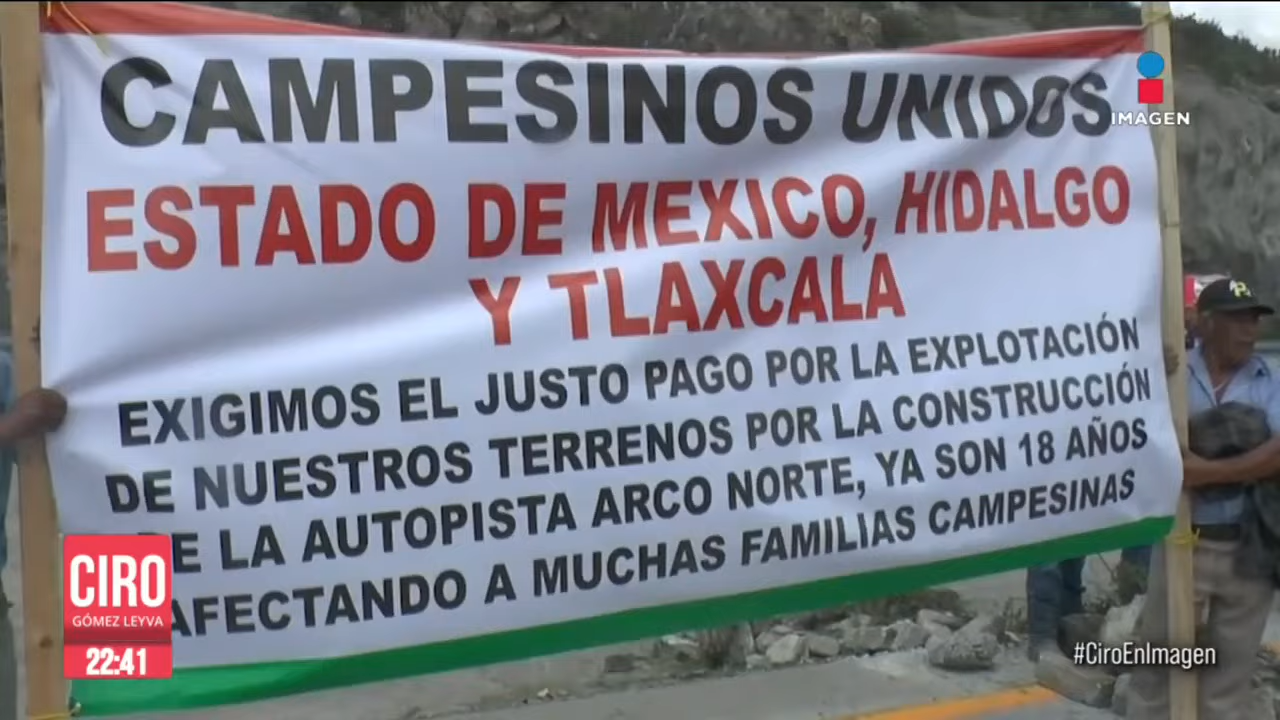 CAMPESINOS UNIDOS
IMAGEN
ESTADO DE MEXICO, HIDALGO
Y TLAXCALA
EXIGIMOS EL JUSTO PAGO POR LA EXPLOTACIÓN
DE NUESTROS TERRENOS POR LA CONSTRUCCIÓN
DE LA AUTOPISTA ARCO NORTE, YA SON 18 AÑOS
AFECTANDO A MUCHAS FAMILIAS CAMPESINAS
CIRO
GÓMEZ LEYVA
22:41
#CiroEnImagen